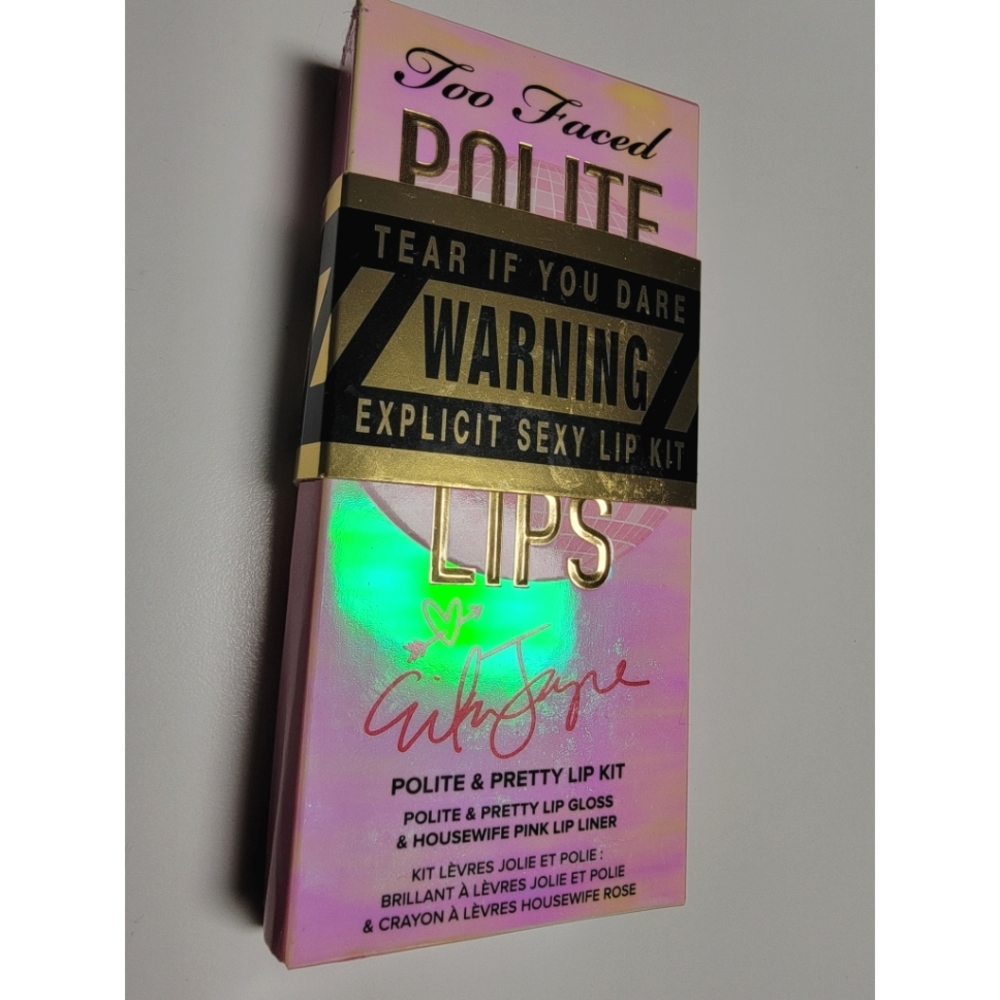 Too Faced
POLITE
TEAR IF YOU DARE
WARNING
EXPLICIT SEXY LIP KIT
LIPS
Erika Jayne
POLITE & PRETTY LIP KIT
POLITE & PRETTY LIP GLOSS
& HOUSEWIFE PINK LIP LINER
KIT LÈVRES JOLIE ET POLIE :
BRILLANT À LÈVRES JOLIE ET POLIE
& CRAYON À LÈVRES HOUSEWIFE ROSE